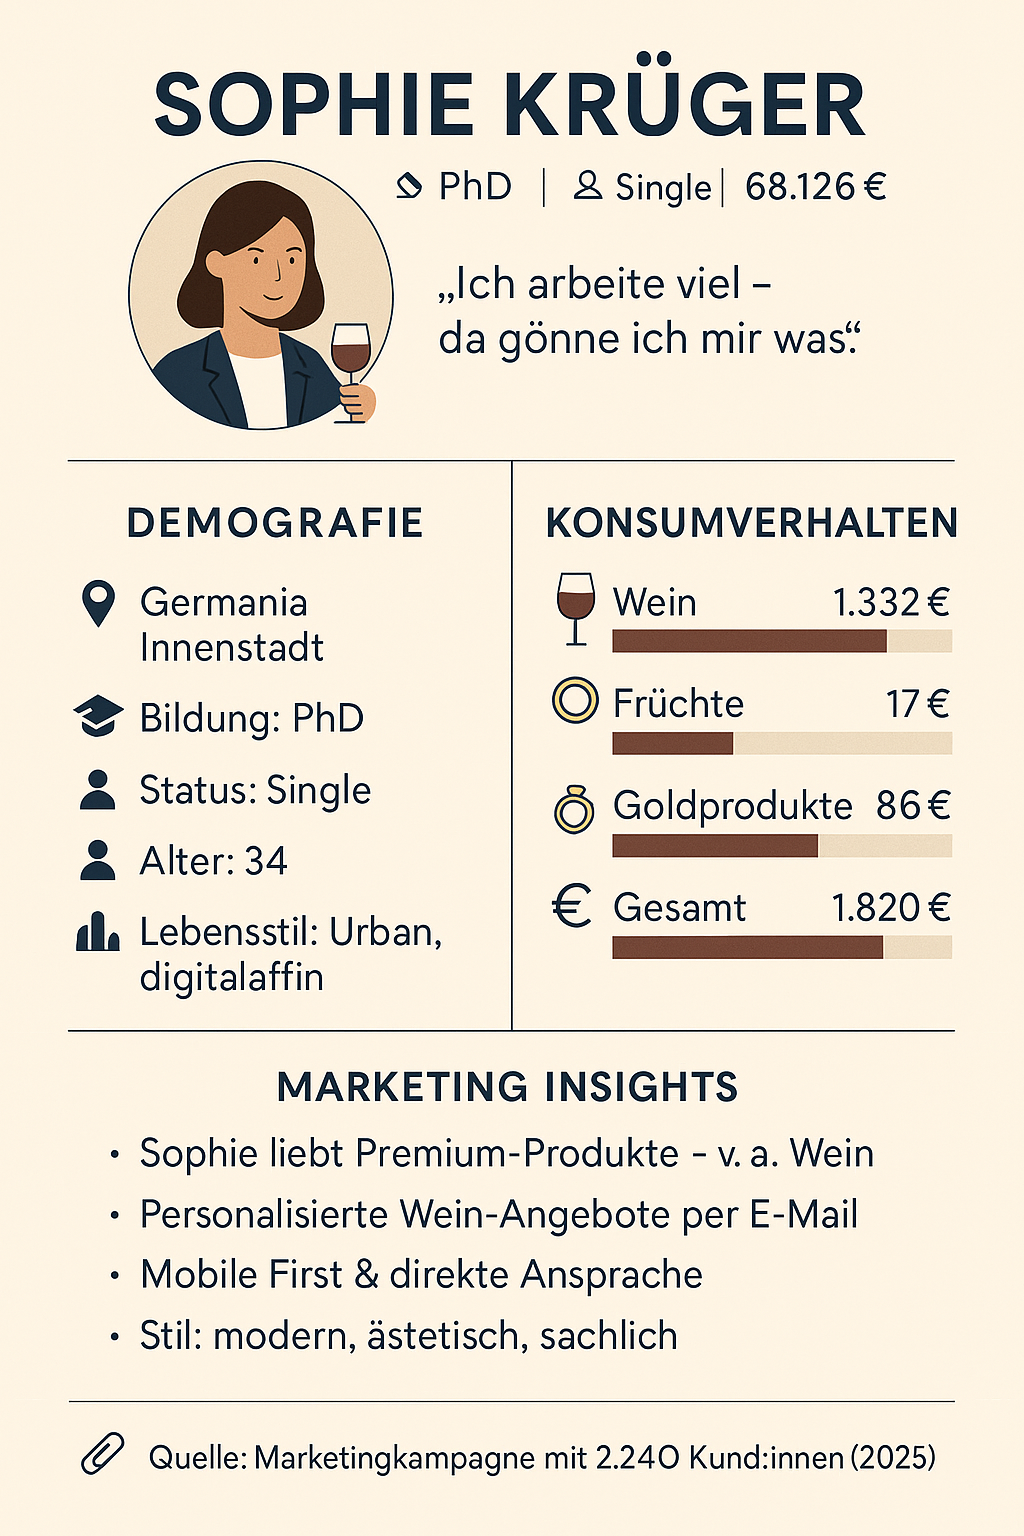 SOPHIE KRÜGER
PhD | Single | 68.126 €
„Ich arbeite viel –
da gönne ich mir was“.
DEMOGRAFIE
Germania
Innenstadt
Bildung: PhD
Status: Single
Alter: 34
Lebensstil: Urban,
digitalaffin
KONSUMVERHALTEN
Wein 1.332 €
Früchte 17 €
Goldprodukte 86 €
€ Gesamt 1.820 €
MARKETING INSIGHTS
• Sophie liebt Premium-Produkte – v. a. Wein
• Personalisierte Wein-Angebote per E-Mail
• Mobile First & direkte Ansprache
• Stil: modern, ästetisch, sachlich
Quelle: Marketingkampagne mit 2.240 Kund:innen (2025)